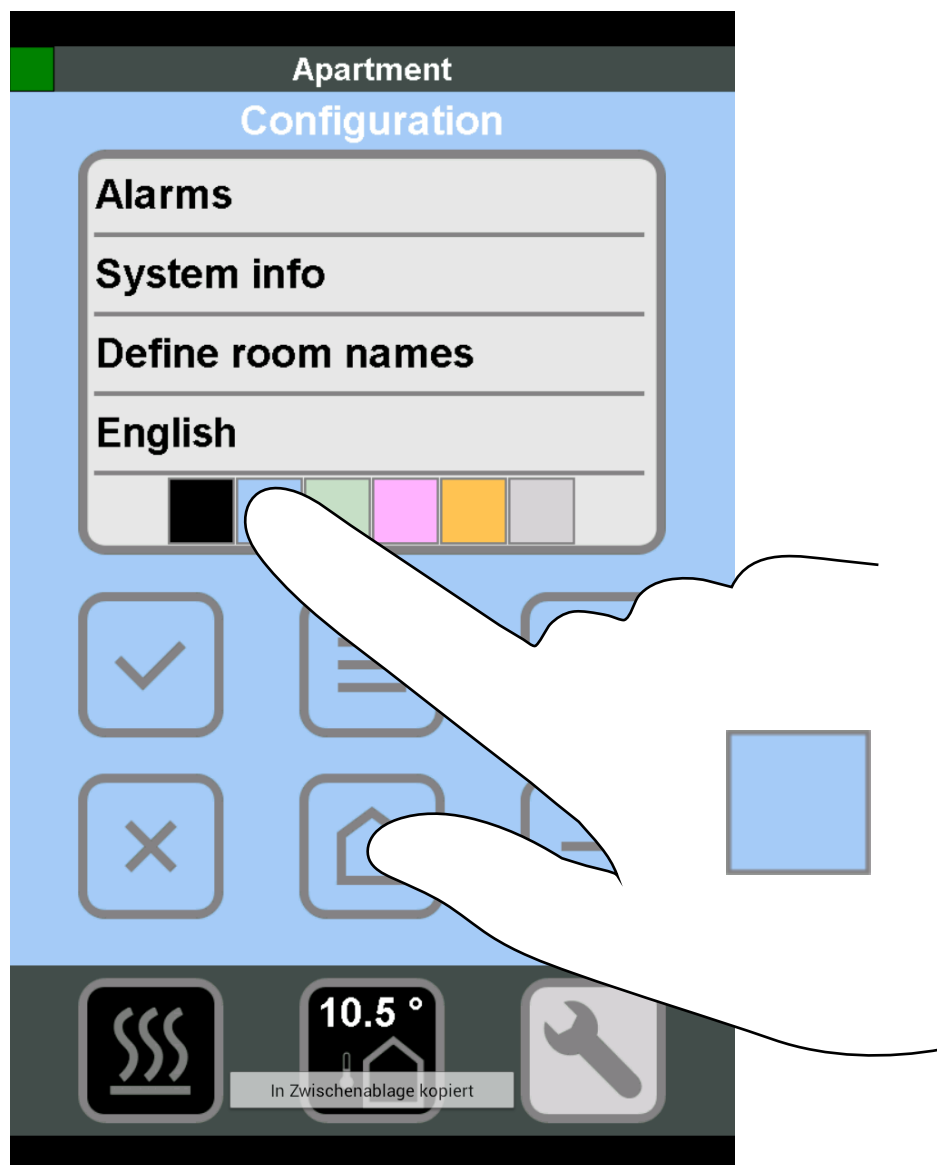 Apartment
Configuration
Alarms
System info
Define room names
English
10.5 °
In Zwischenablage kopiert